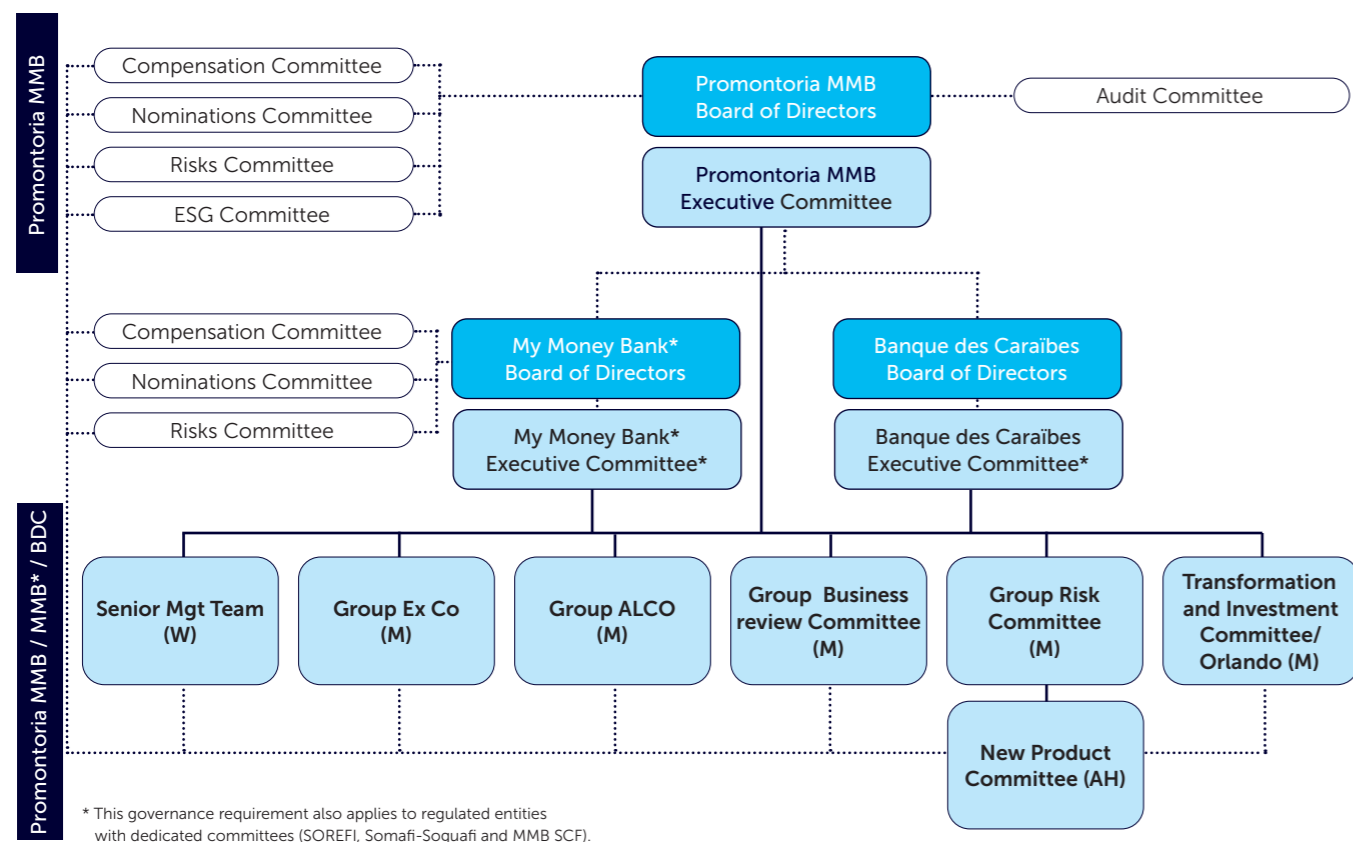 Promontoria MMB
Compensation Committee
Nominations Committee
Risks Committee
ESG Committee
Promontoria MMB
Board of Directors
Audit Committee
Promontoria MMB
Executive Committee
Compensation Committee
Nominations Committee
Risks Committee
My Money Bank*
Board of Directors
Banque des Caraïbes
Board of Directors
My Money Bank*
Executive Committee*
Banque des Caraïbes
Executive Committee*
Promontoria MMB / MMB* / BDC
Senior Mgt Team
(W)
Group Ex Co
(M)
Group ALCO
(M)
Group Business
review Committee
(M)
Group Risk
Committee
(M)
Transformation
and Investment
Committee/
Orlando (M)
New Product
Committee (AH)
* This governance requirement also applies to regulated entities
with dedicated committees (SOREFI, Somafi-Soguafi and MMB SCF).